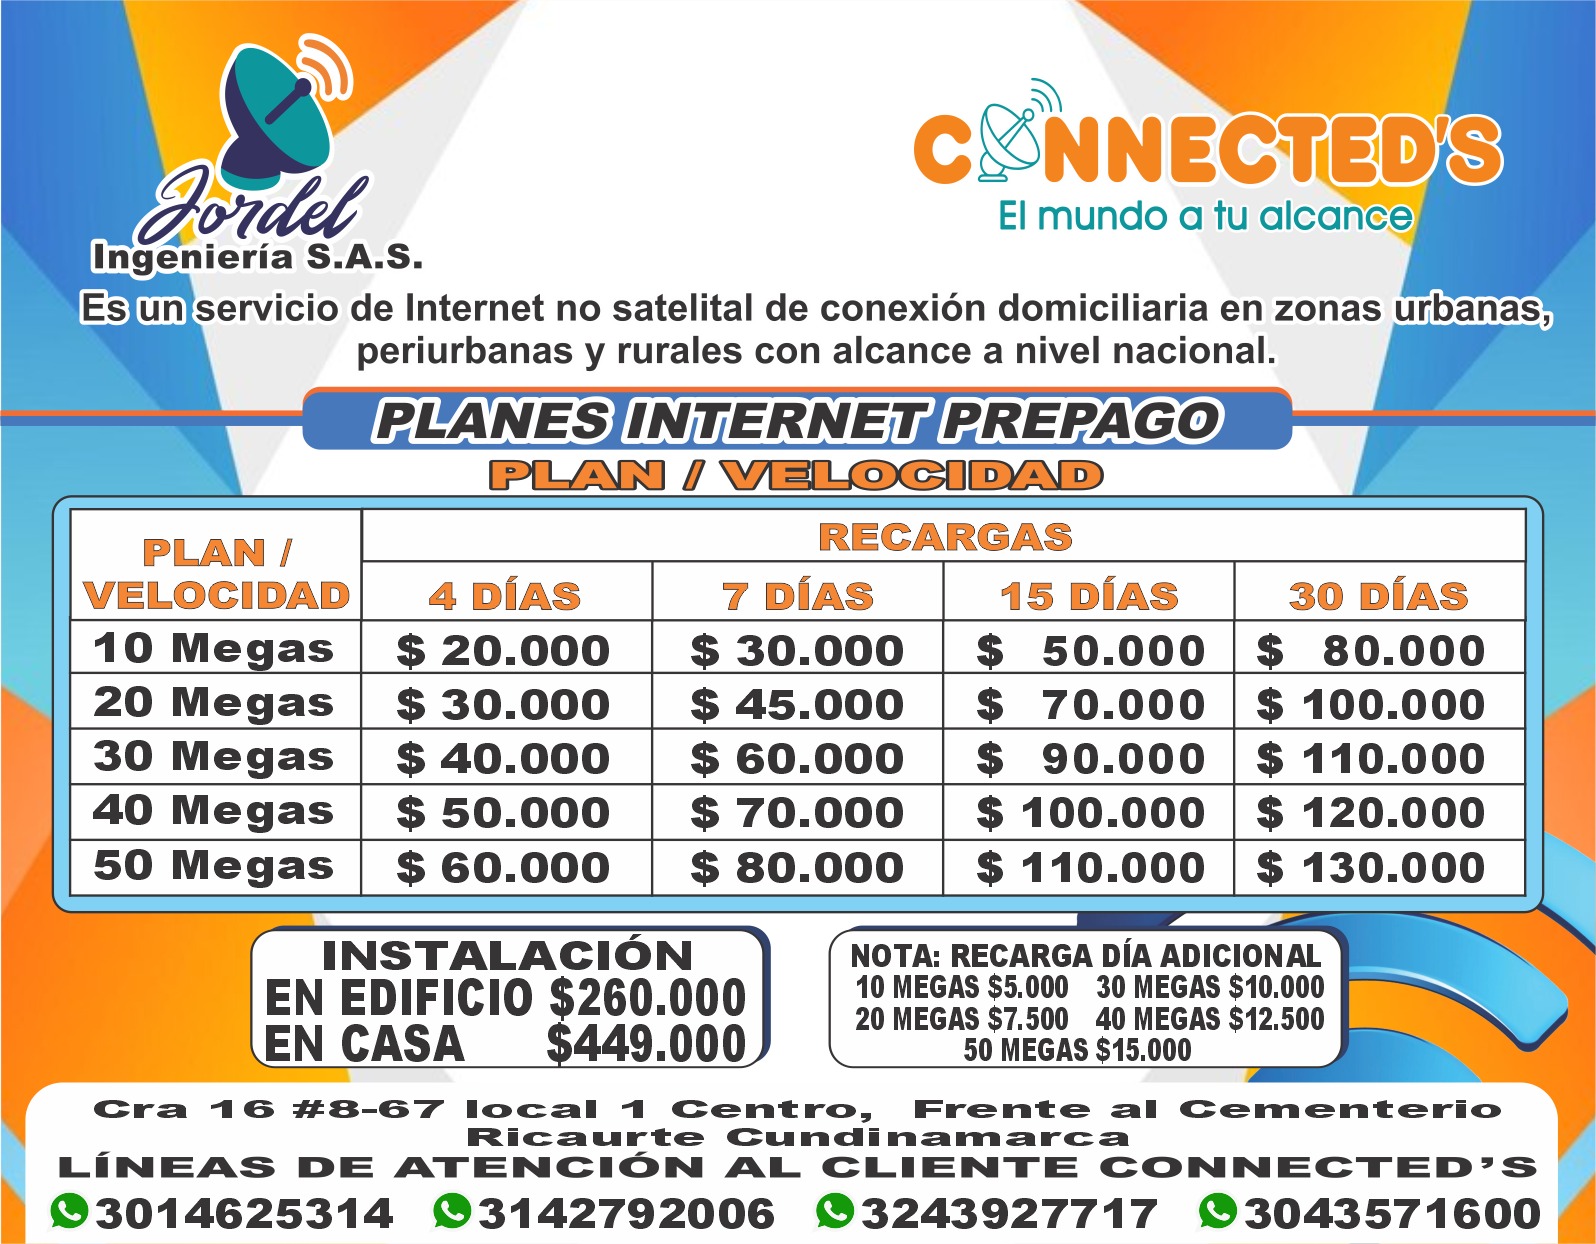 Jordel
Ingeniería S.A.S.
CONNECTED'S
El mundo a tu alcance
Es un servicio de Internet no satelital de conexión domiciliaria en zonas urbanas,
periurbanas y rurales con alcance a nivel nacional.
PLANES INTERNET PREPAGO
PLAN / VELOCIDAD
PLAN /
VELOCIDAD
RECARGAS
4 DÍAS 7 DÍAS 15 DÍAS 30 DÍAS
10 Megas $ 20.000 $ 30.000 $ 50.000 $ 80.000
20 Megas $ 30.000 $ 45.000 $ 70.000 $ 100.000
30 Megas $ 40.000 $ 60.000 $ 90.000 $ 110.000
40 Megas $ 50.000 $ 70.000 $ 100.000 $ 120.000
50 Megas $ 60.000 $ 80.000 $ 110.000 $ 130.000
INSTALACIÓN
EN EDIFICIO $260.000
EN CASA $449.000
NOTA: RECARGA DÍA ADICIONAL
10 MEGAS $5.000 30 MEGAS $10.000
20 MEGAS $7.500 40 MEGAS $12.500
50 MEGAS $15.000
Cra 16 #8-67 local 1 Centro, Frente al Cementerio
Ricaurte Cundinamarca
LÍNEAS DE ATENCIÓN AL CLIENTE CONNECTED'S
3014625314 3142792006 3243927717 3043571600